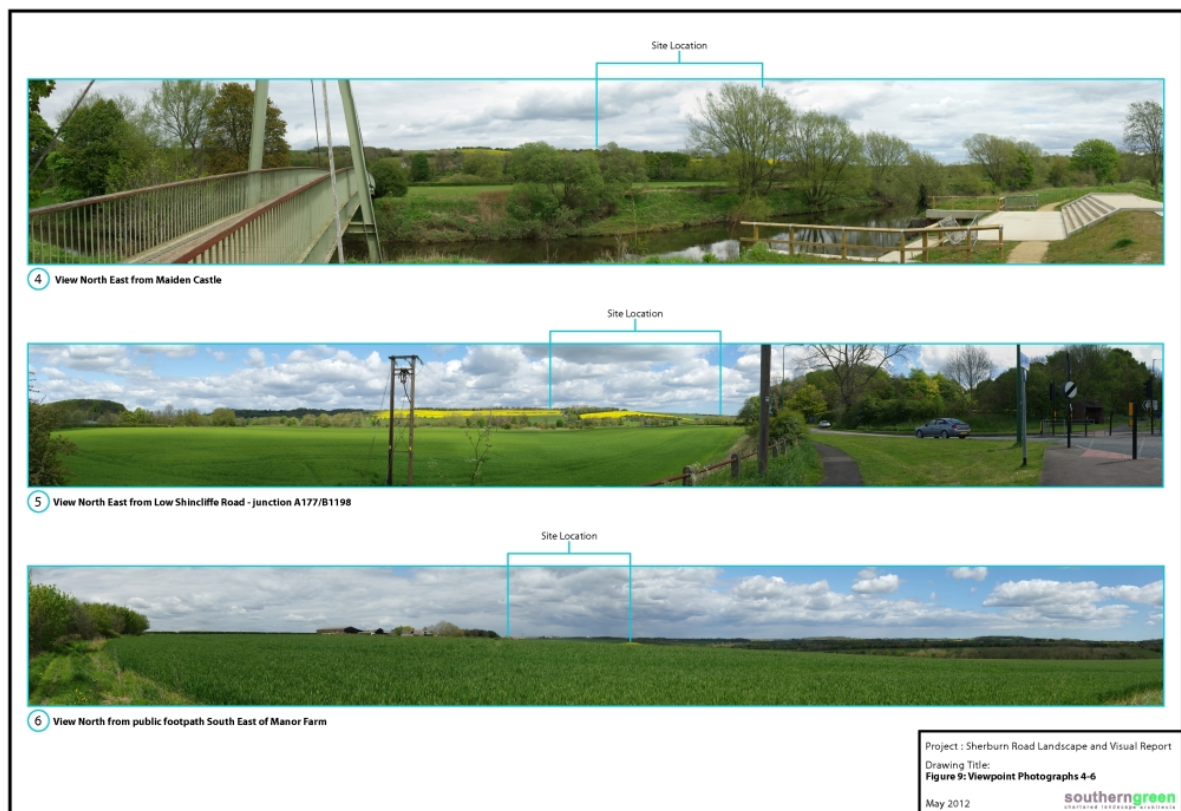 Site Location
4 View North East from Maiden Castle
Site Location
5 View North East from Low Shincliffe Road - junction A177/B1198
Site Location
6 View North from public footpath South East of Manor Farm
Project : Sherburn Road Landscape and Visual Report
Drawing Title:
Figure 9: Viewpoint Photographs 4-6
May 2012
southerngreen
chartered landscape architects